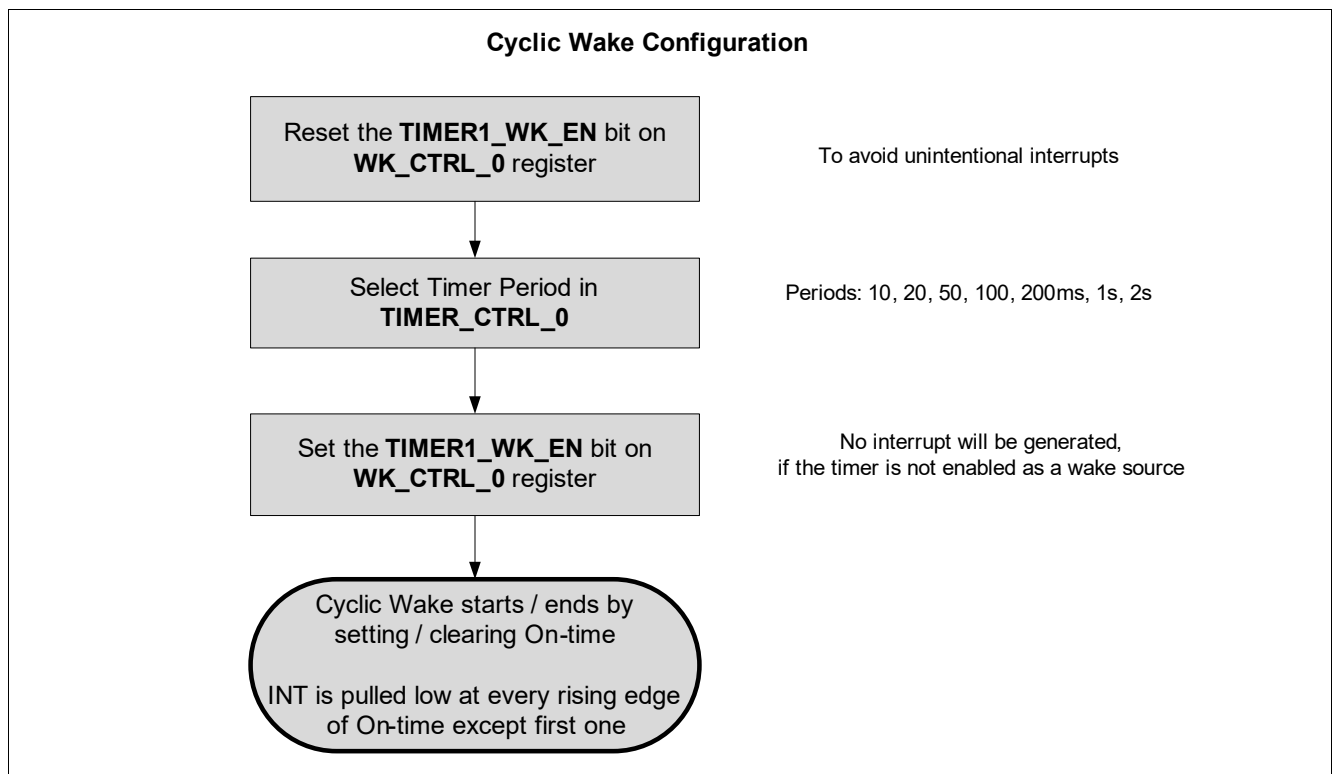 Cyclic Wake Configuration
Reset the TIMER1_WK_EN bit on
WK_CTRL_0 register
To avoid unintentional interrupts
Select Timer Period in
TIMER_CTRL_0
Periods: 10, 20, 50, 100, 200ms, 1s, 2s
Set the TIMER1_WK_EN bit on
WK_CTRL_0 register
No interrupt will be generated,
if the timer is not enabled as a wake source
Cyclic Wake starts / ends by
setting / clearing On-time
INT is pulled low at every rising edge
of On-time except first one